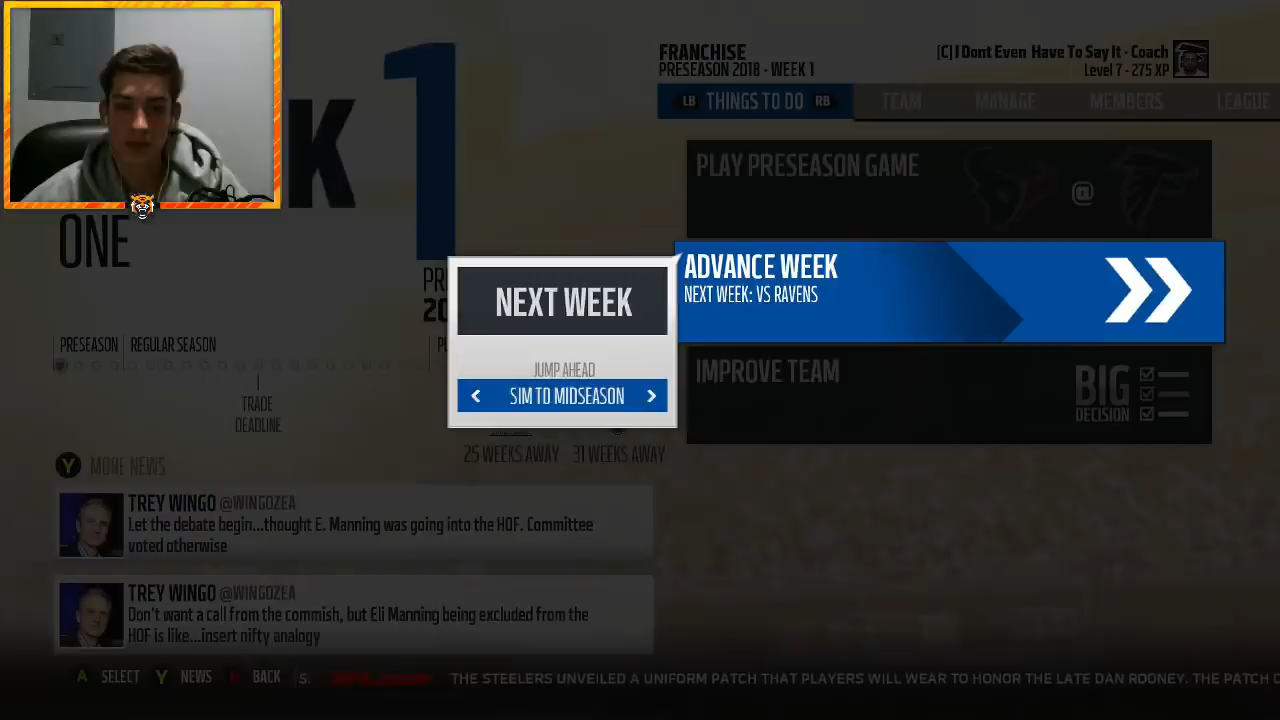 K
1
ONE
PR
20
PRESEASON
REGULAR SEASON
TRADE
DEADLINE
25 WEEKS AWAY
31 WEEKS AWAY
MORE NEWS
TREY WINGO @WINGOZEA
Let the debate begin...thought E. Manning was going into the HOF. Committee
voted otherwise
TREY WINGO @WINGOZEA
Don't want a call from the commish, but Eli Manning being excluded from the
HOF is like...insert nifty analogy
FRANCHISE
PRESEASON 2018 - WEEK 1
[C] I Dont Even Have To Say It - Coach
Level 7 - 275 XP
LB THINGS TO DO RB
TEAM
MANAGE
MEMBERS
LEAGUE
PLAY PRESEASON GAME
@
ADVANCE WEEK
NEXT WEEK: VS RAVENS
NEXT WEEK
JUMP AHEAD
SIM TO MIDSEASON
IMPROVE TEAM
BIG
DECISION
A SELECT Y NEWS B BACK
S.
THE STEELERS UNVEILED A UNIFORM PATCH THAT PLAYERS WILL WEAR TO HONOR THE LATE DAN ROONEY. THE PATCH